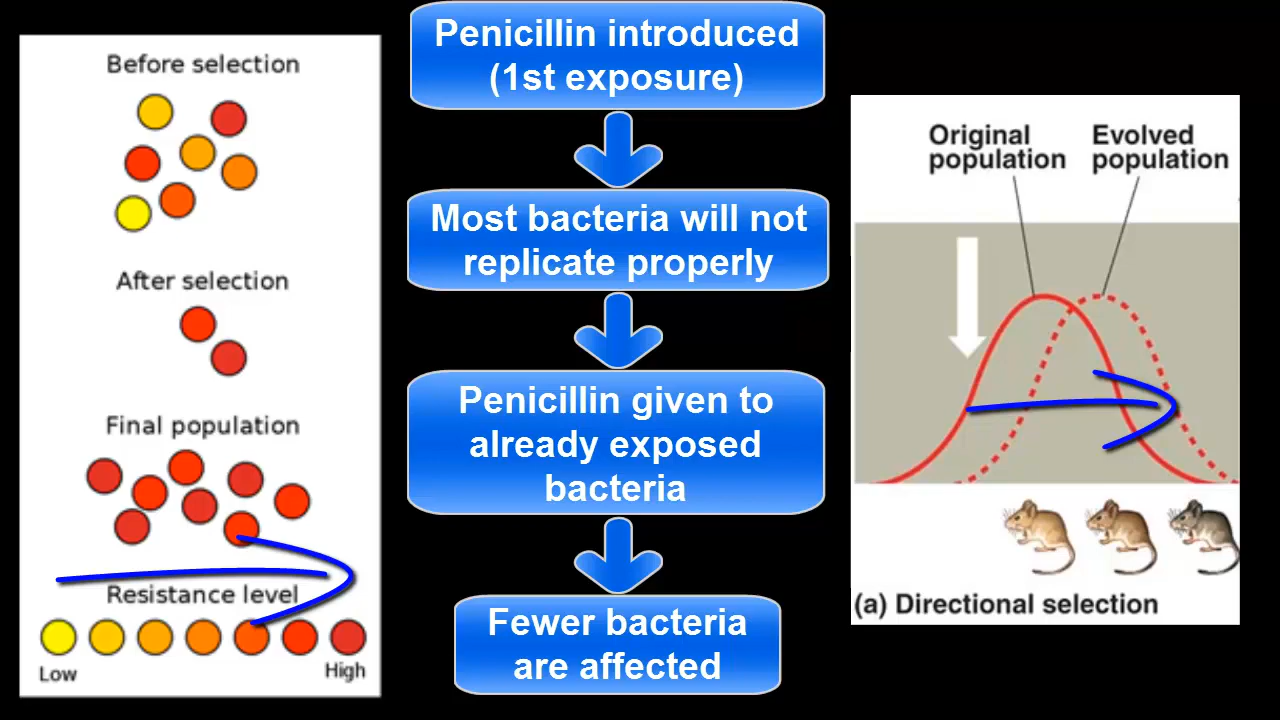 Before selection
After selection
Final population
Resistance level
Low
High
Penicillin introduced
(1st exposure)
Most bacteria will not
replicate properly
Penicillin given to
already exposed
bacteria
Fewer bacteria
are affected
Original
population
Evolved
population
(a) Directional selection